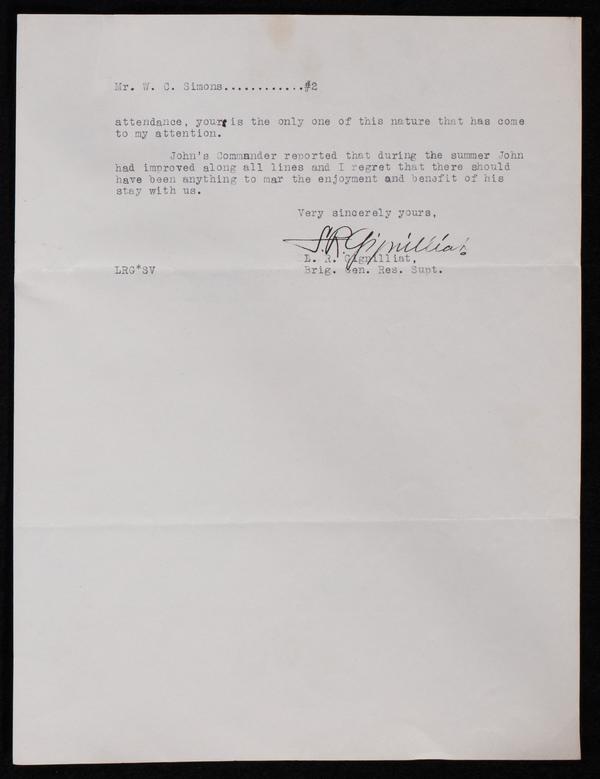 Mr. W. C. Simons............#2
attendance, yours is the only one of this nature that has come
to my attention.
John's Commander reported that during the summer John
had improved along all lines and I regret that there should
have been anything to mar the enjoyment and benefit of his
stay with us.
Very sincerely yours,
L. R. Gignilliat
L. R. Gignilliat,
Brig. Gen. Res. Supt.
LRG*SV